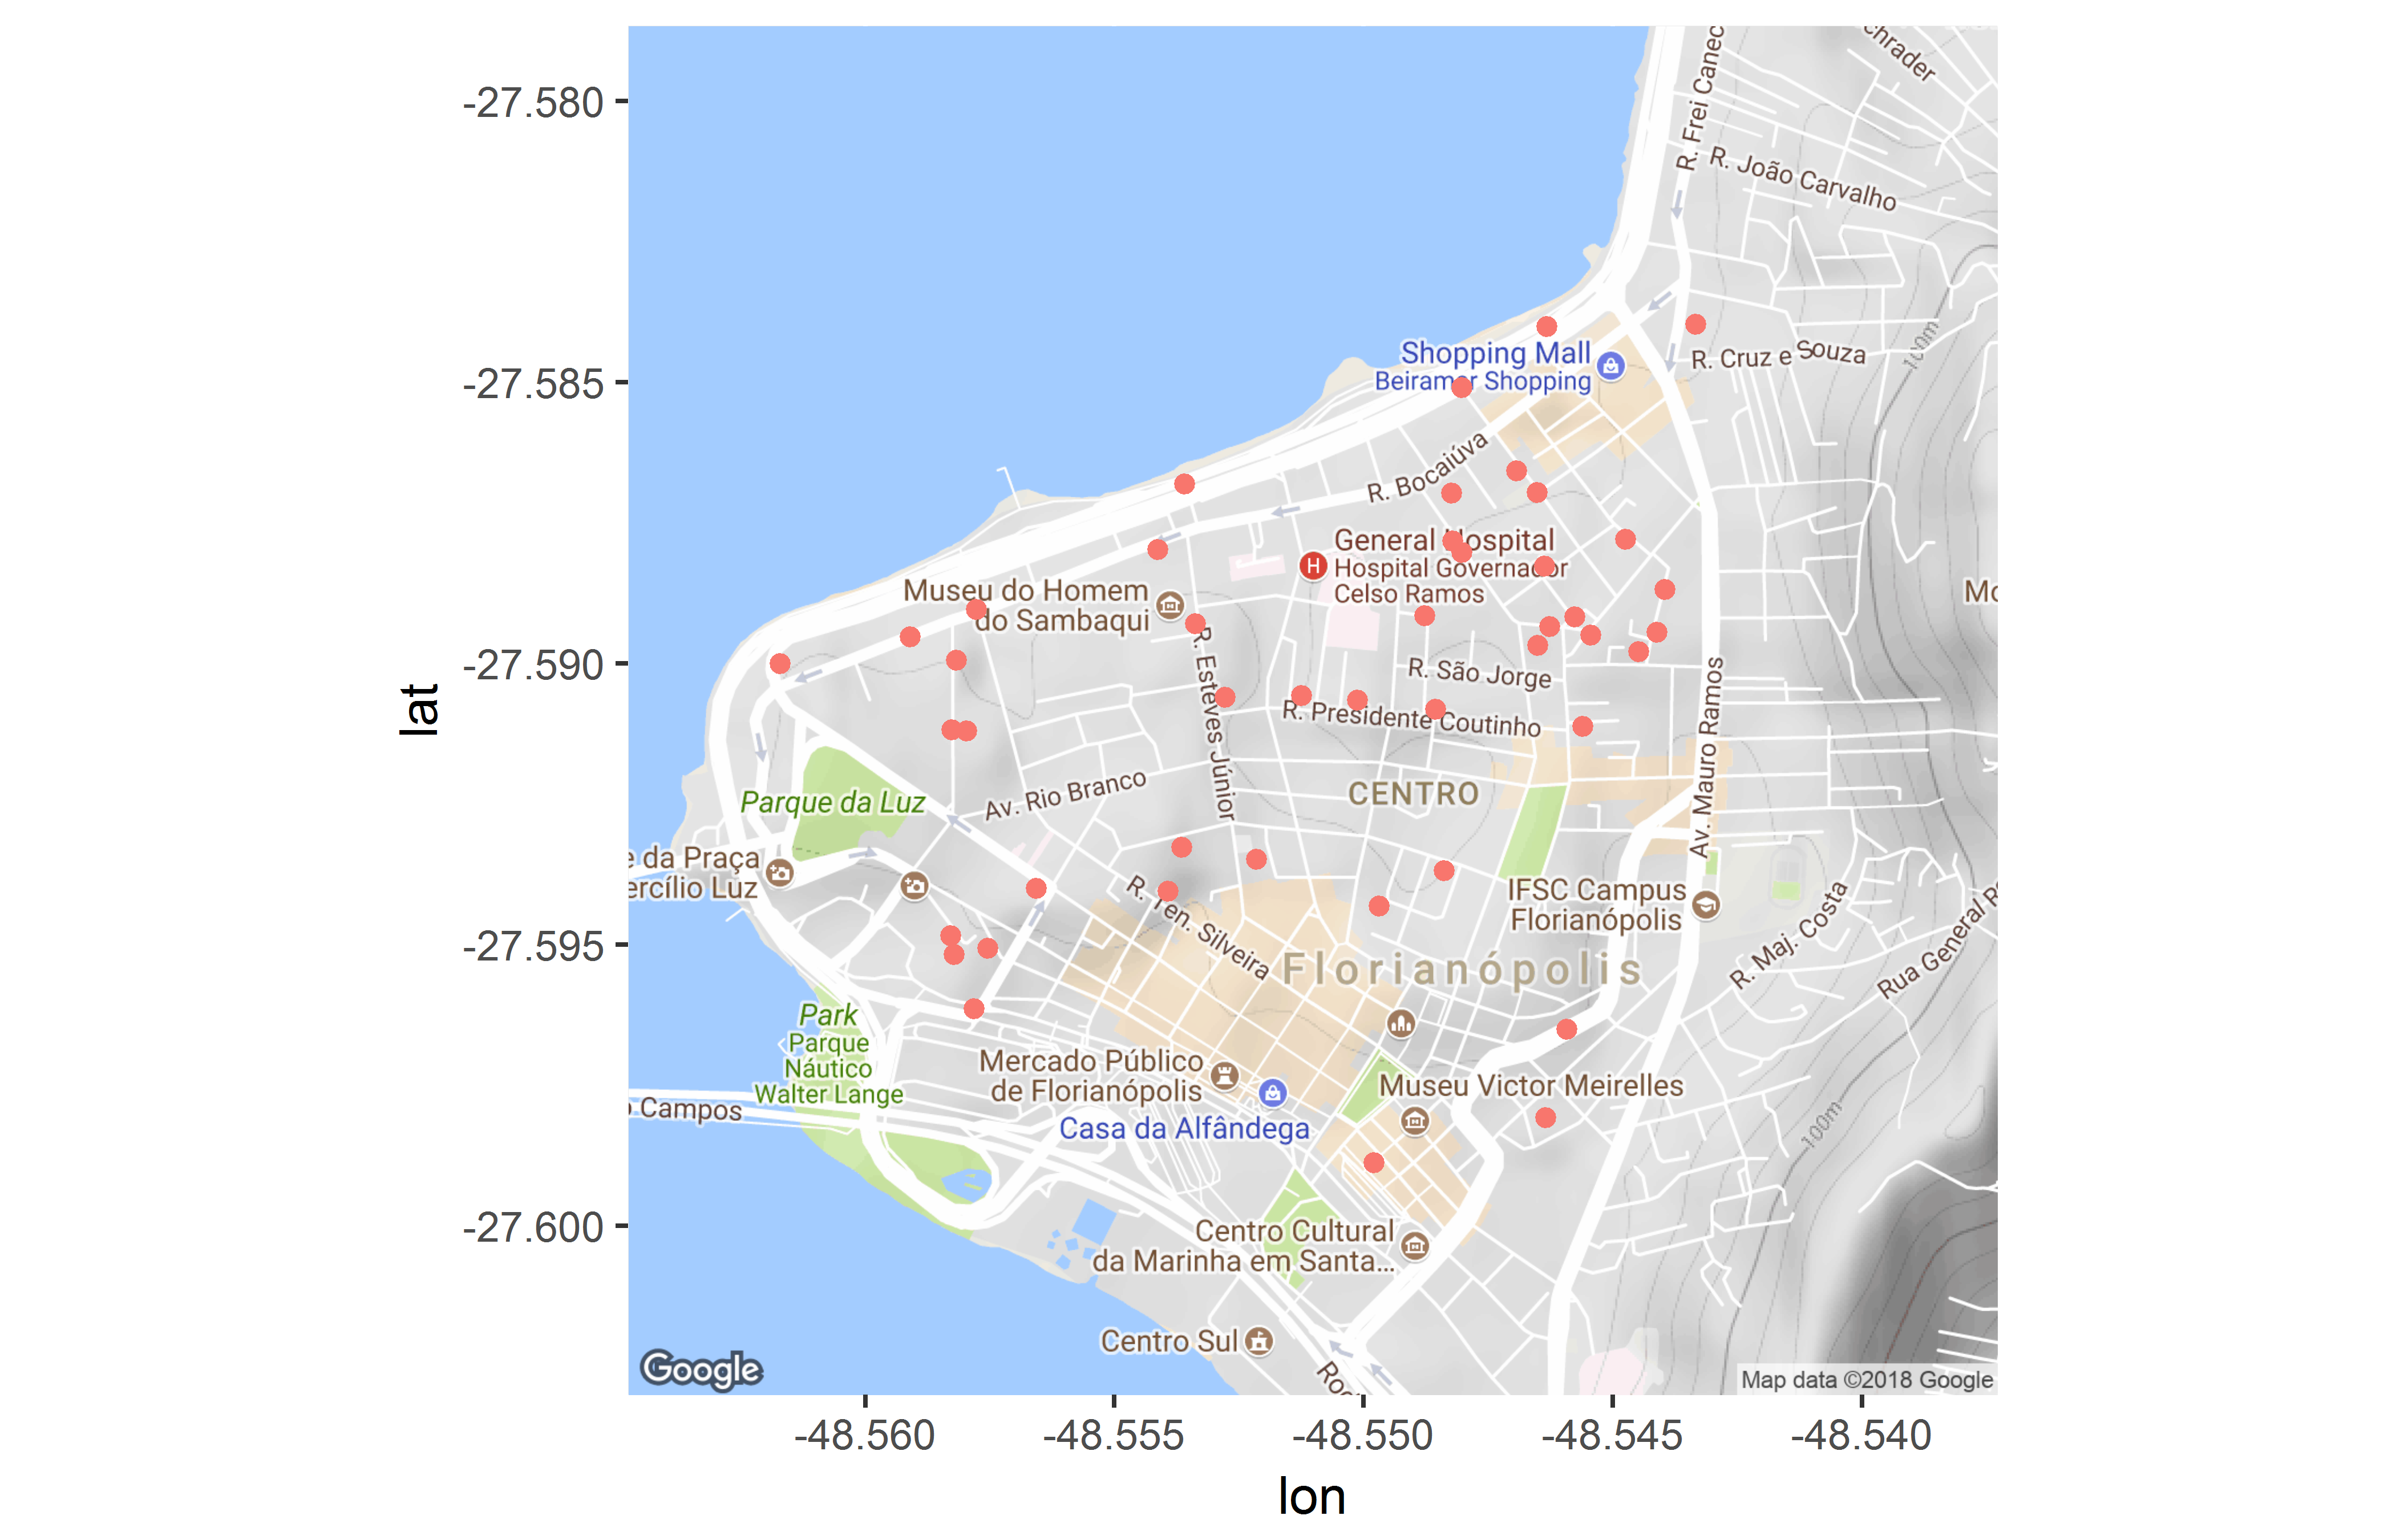 chrader
R. Frei Canec
-27.580
R. João Carvalho
Shopping Mall
Beiramar Shopping
R. Cruz e Souza
100m
-27.585
R. Bocaiúva
General Hospital
Hospital Governador
Celso Ramos
Museu do Homem
do Sambaqui
Mo
-27.590
R. São Jorge
R. Esteves Júnior
R. Presidente Coutinho
lat
Av. Mauro Ramos
Av. Rio Branco
CENTRO
Parque da Luz
e da Praça
ercílio Luz
R. Ten. Silveira
IFSC Campus
Florianópolis
R. Maj. Costa
Rua General R
-27.595
Florianópolis
Park
Parque
Náutico
Walter Lange
Mercado Público
de Florianópolis
Museu Victor Meirelles
o Campos
Casa da Alfândega
100m
-27.600
Centro Cultural
da Marinha em Santa...
Centro Sul
Google
Map data ©2018 Google
-48.560
-48.555
-48.550
-48.545
-48.540
lon